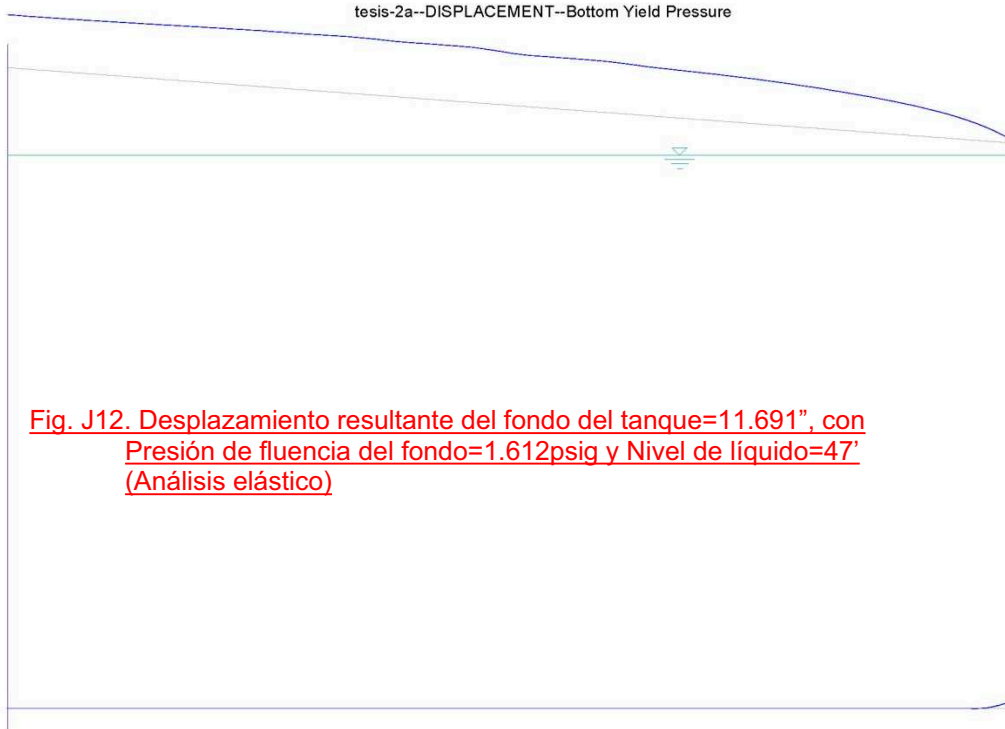 tesis-2a--DISPLACEMENT--Bottom Yield Pressure
Fig. J12. Desplazamiento resultante del fondo del tanque=11.691”, con
Presión de fluencia del fondo=1.612psig y Nivel de líquido=47’
(Análisis elástico)